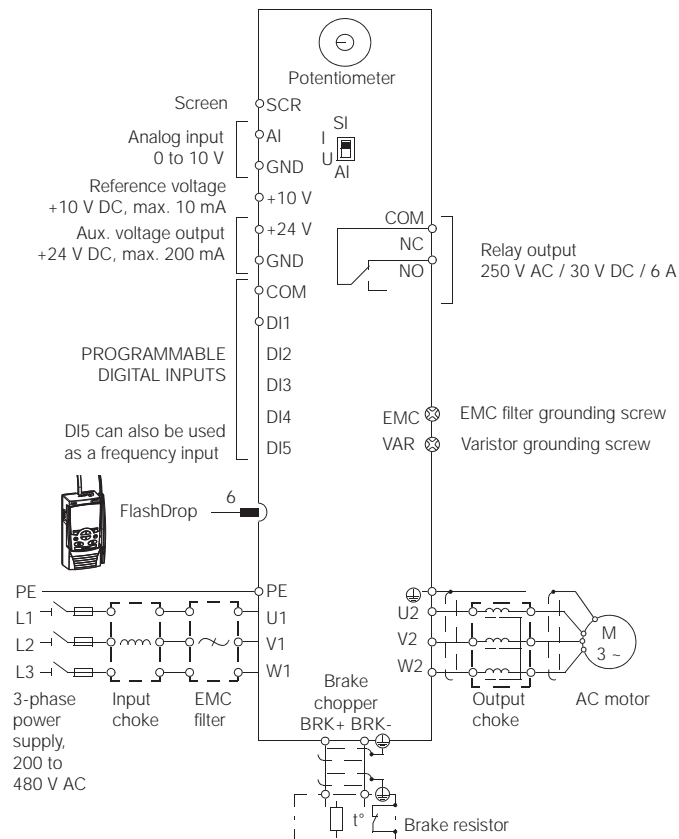 Potentiometer
Screen
SCR
Analog input
0 to 10 V
AI
GND
SI
I
U
AI
Reference voltage
+10 V DC, max. 10 mA
+10 V
Aux. voltage output
+24 V DC, max. 200 mA
+24 V
GND
COM
NC
NO
Relay output
250 V AC / 30 V DC / 6 A
PROGRAMMABLE
DIGITAL INPUTS
COM
DI1
DI2
DI3
DI4
DI5
DI5 can also be used
as a frequency input
EMC
EMC filter grounding screw
VAR
Varistor grounding screw
FlashDrop
6
PE
PE
L1
U1
L2
V1
L3
W1
U2
V2
W2
M
3 ~
3-phase
power
supply,
200 to
480 V AC
Input
choke
EMC
filter
Brake
chopper
BRK+ BRK-
Output
choke
AC motor
t°
Brake resistor